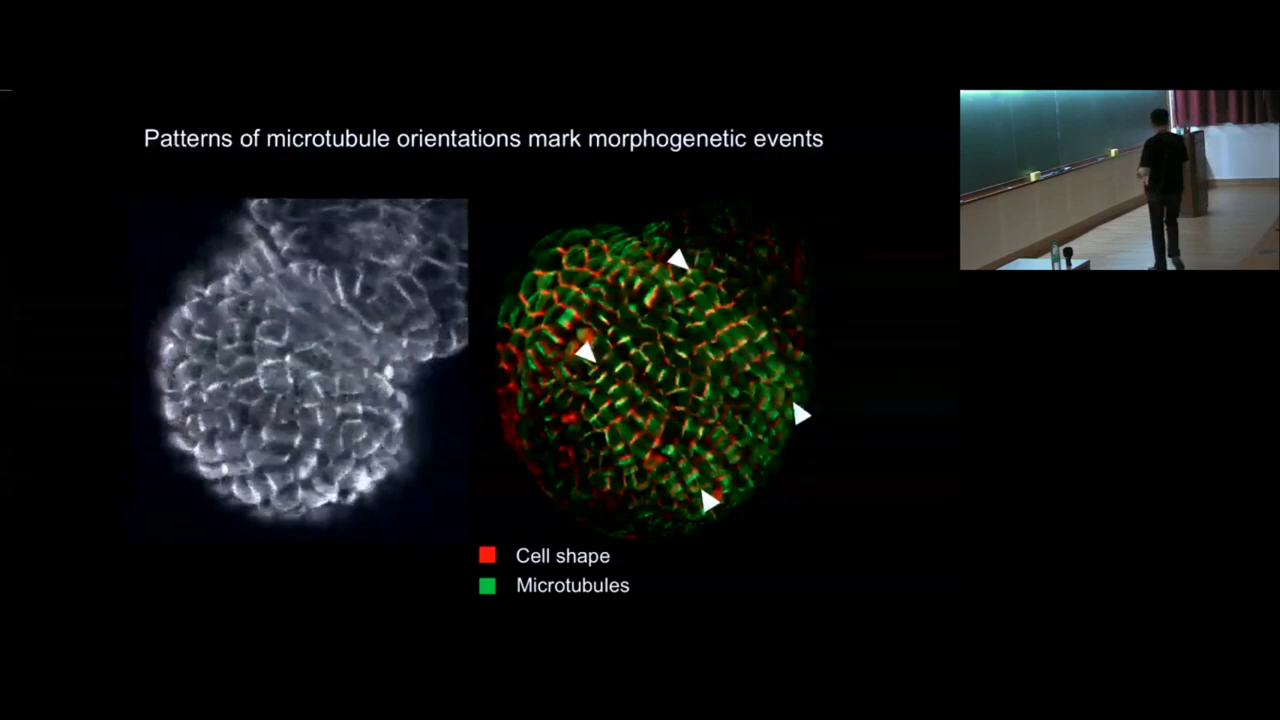 Patterns of microtubule orientations mark morphogenetic events
Cell shape
Microtubules